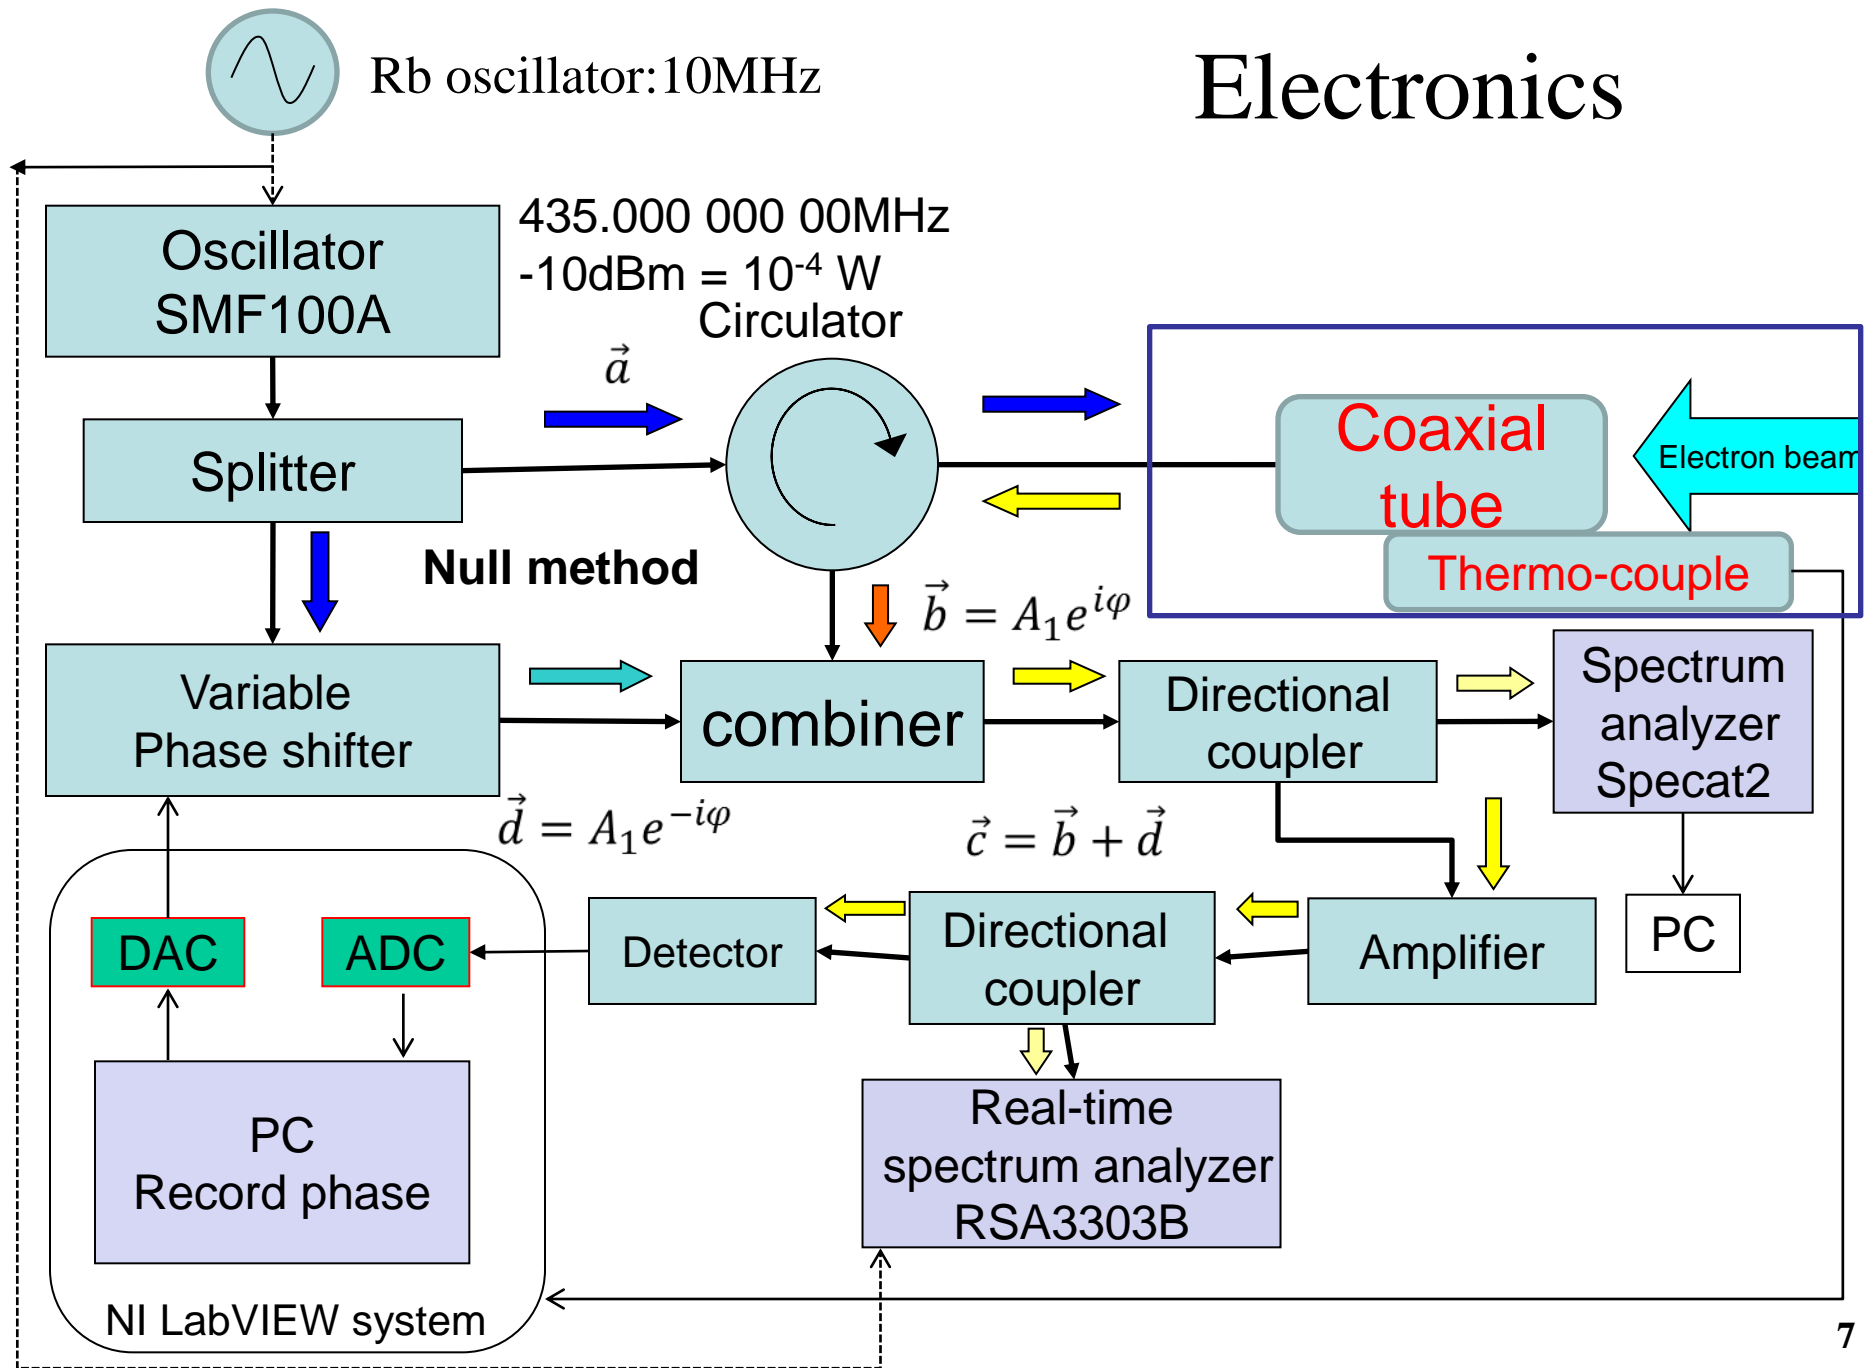 Rb oscillator:10MHz
Electronics
Oscillator
SMF100A
435.000 000 00MHz
-10dBm = 10⁻⁴ W
Circulator
a⃗
Splitter
Coaxial
tube
Electron beam
Thermo-couple
Null method
b⃗ = A₁e^{iφ}
Variable
Phase shifter
combiner
Directional
coupler
Spectrum
analyzer
Specat2
d⃗ = A₁e^{-iφ}
c⃗ = b⃗ + d⃗
DAC
ADC
Detector
Directional
coupler
Amplifier
PC
PC
Record phase
Real-time
spectrum analyzer
RSA3303B
NI LabVIEW system
7